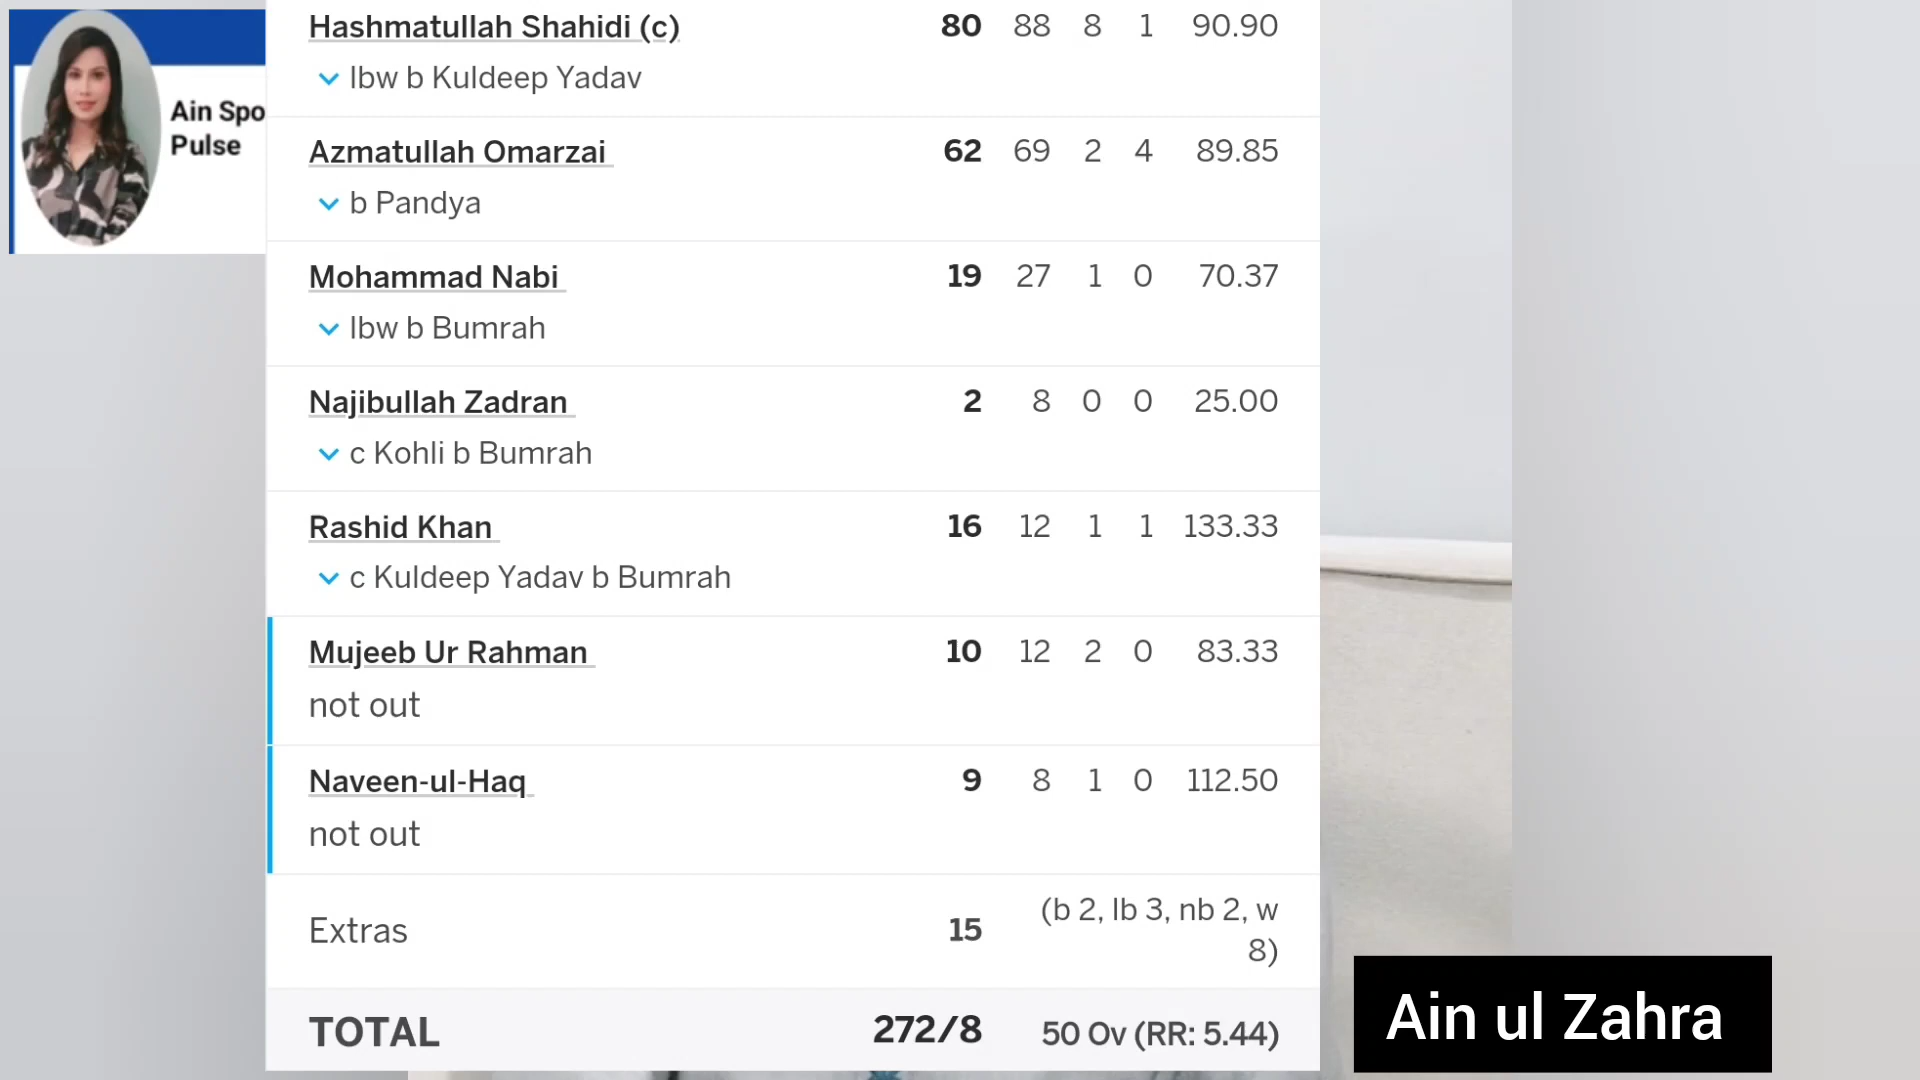 Ain Spo
Pulse
Hashmatullah Shahidi (c) 80 88 8 1 90.90
lbw b Kuldeep Yadav
Azmatullah Omarzai 62 69 2 4 89.85
b Pandya
Mohammad Nabi 19 27 1 0 70.37
lbw b Bumrah
Najibullah Zadran 2 8 0 0 25.00
c Kohli b Bumrah
Rashid Khan 16 12 1 1 133.33
c Kuldeep Yadav b Bumrah
Mujeeb Ur Rahman 10 12 2 0 83.33
not out
Naveen-ul-Haq 9 8 1 0 112.50
not out
Extras 15 (b 2, lb 3, nb 2, w
8)
TOTAL 272/8 50 Ov (RR: 5.44)
Ain ul Zahra